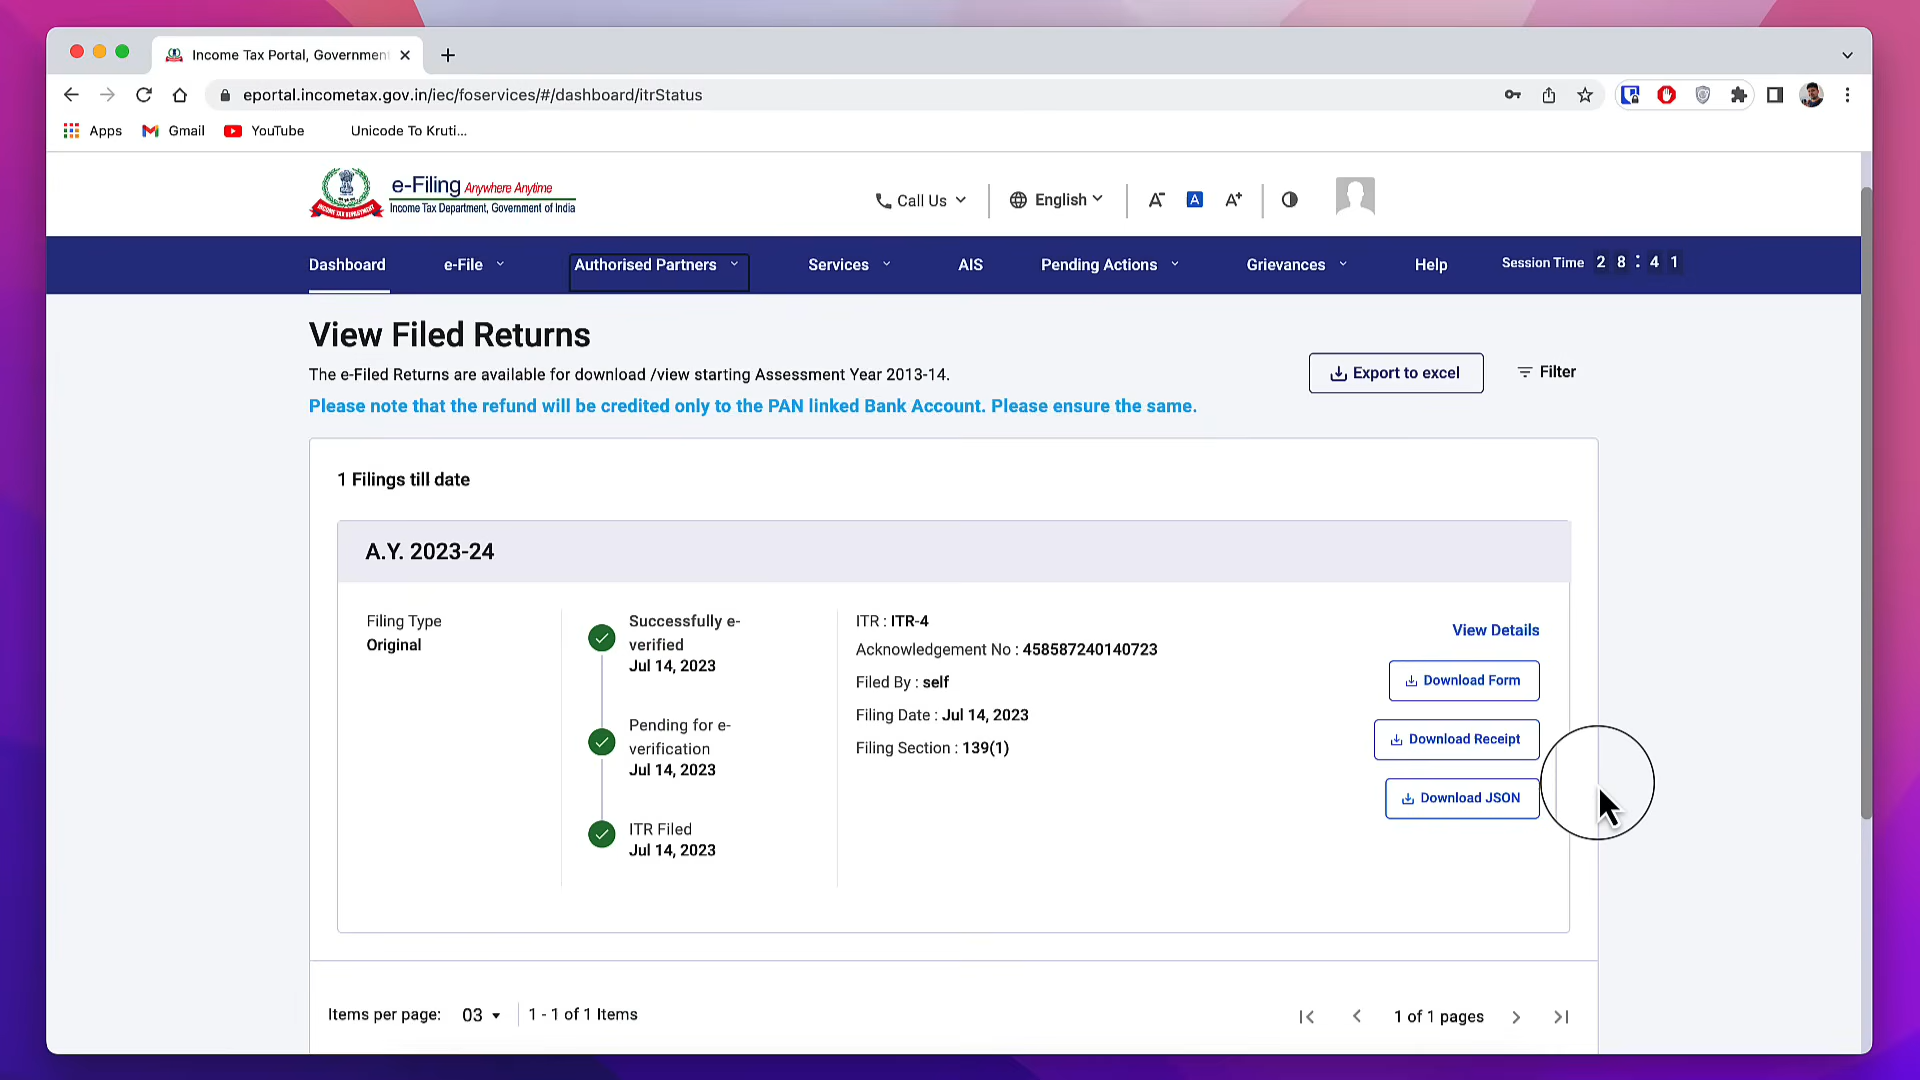 Income Tax Portal, Governmen
eportal.incometax.gov.in/iec/foservices/#/dashboard/itrStatus
Apps Gmail YouTube Unicode To Kruti...
e-Filing Anywhere Anytime
Income Tax Department, Government of India
INCOME TAX DEPARTMENT
Call Us English A- A A+
Dashboard e-File Authorised Partners Services AIS Pending Actions Grievances Help Session Time 28:41
View Filed Returns
The e-Filed Returns are available for download /view starting Assessment Year 2013-14.
Please note that the refund will be credited only to the PAN linked Bank Account. Please ensure the same.
Export to excel
Filter
1 Filings till date
A.Y. 2023-24
Filing Type
Original
Successfully e-
verified
Jul 14, 2023
Pending for e-
verification
Jul 14, 2023
ITR Filed
Jul 14, 2023
ITR : ITR-4
Acknowledgement No : 458587240140723
Filed By : self
Filing Date : Jul 14, 2023
Filing Section : 139(1)
View Details
Download Form
Download Receipt
Download JSON
Items per page: 03 1 - 1 of 1 Items
1 of 1 pages